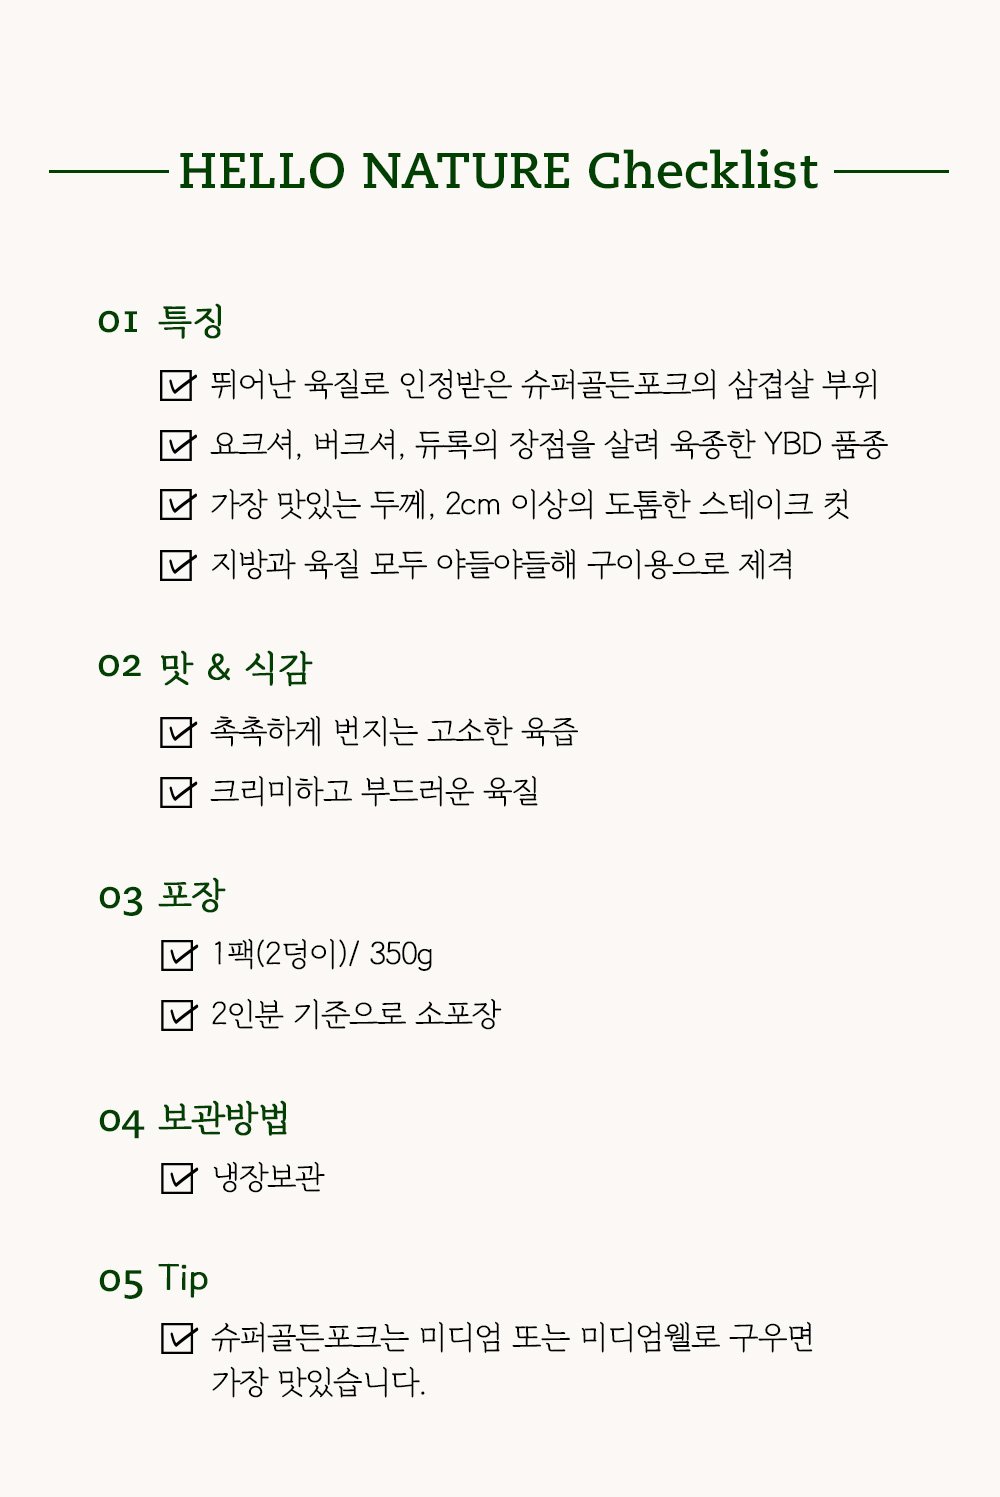 HELLO NATURE Checklist
01 특징
뛰어난 육질로 인정받은 슈퍼골든포크의 삼겹살 부위
요크셔, 버크셔, 듀록의 장점을 살려 육종한 YBD 품종
가장 맛있는 두께, 2cm 이상의 도톰한 스테이크 컷
지방과 육질 모두 야들야들해 구이용으로 제격
02 맛 & 식감
촉촉하게 번지는 고소한 육즙
크리미하고 부드러운 육질
03 포장
1팩(2덩이)/ 350g
2인분 기준으로 소포장
04 보관방법
냉장보관
05 Tip
슈퍼골든포크는 미디엄 또는 미디엄웰로 구우면
가장 맛있습니다.